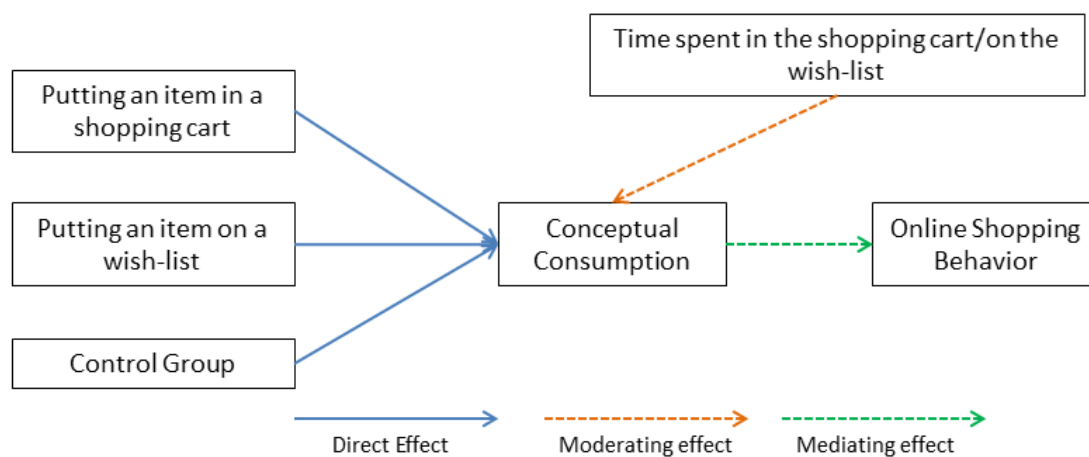 Time spent in the shopping cart/on the
wish-list
Putting an item in a
shopping cart
Putting an item on a
wish-list
Conceptual
Consumption
Online Shopping
Behavior
Control Group
Direct Effect
Moderating effect
Mediating effect